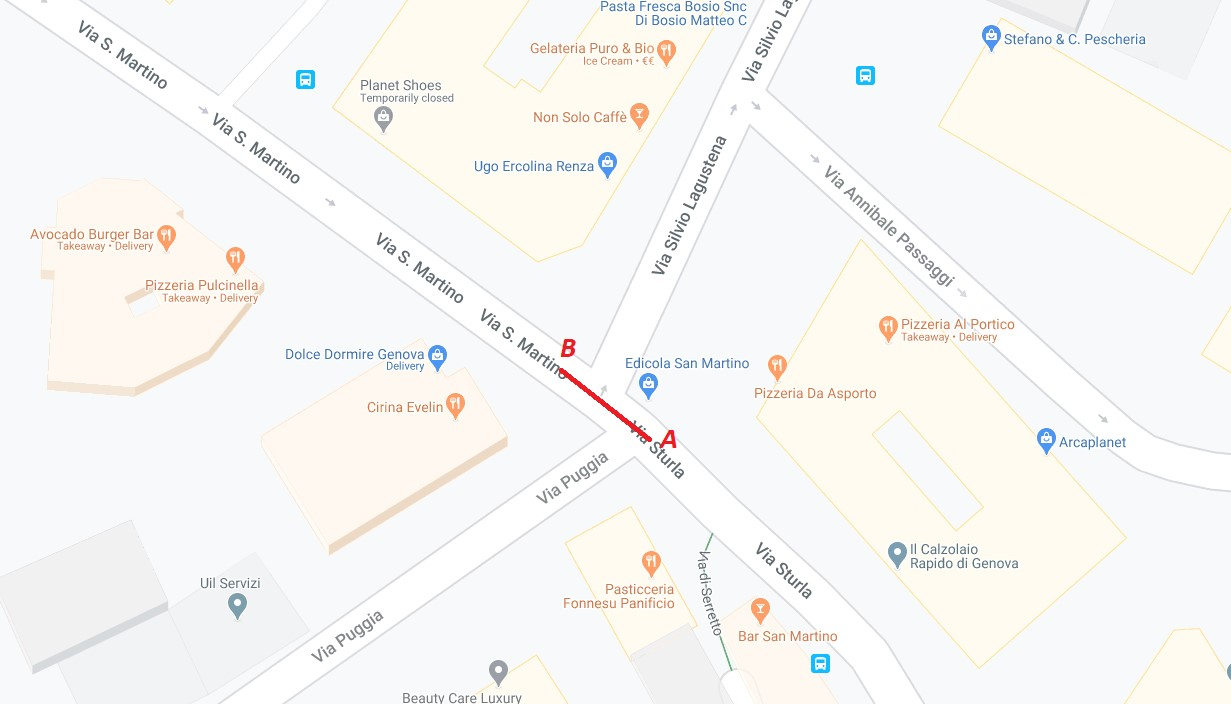 Pasta Fresca Bosio Snc
Di Bosio Matteo C
Via S. Martino
Gelateria Puro & Bio
Ice Cream • €€
Via Silvio Lag
Stefano & C. Pescheria
Planet Shoes
Temporarily closed
Non Solo Caffè
Via S. Martino
Ugo Ercolina Renza
Via Silvio Lagustena
Via Annibale Passaggi
Avocado Burger Bar
Takeaway • Delivery
Pizzeria Pulcinella
Takeaway • Delivery
Via S. Martino
Via S. Martino
Pizzeria Al Portico
Takeaway • Delivery
B
Dolce Dormire Genova
Delivery
Edicola San Martino
Pizzeria Da Asporto
Cirina Evelin
A
Via Sturla
Arcaplanet
Via Puggia
Il Calzolaio
Rapido di Genova
Via Sturla
Via di Serretto
Uil Servizi
Pasticceria
Fonnesu Panificio
Via Puggia
Bar San Martino
Beauty Care Luxury